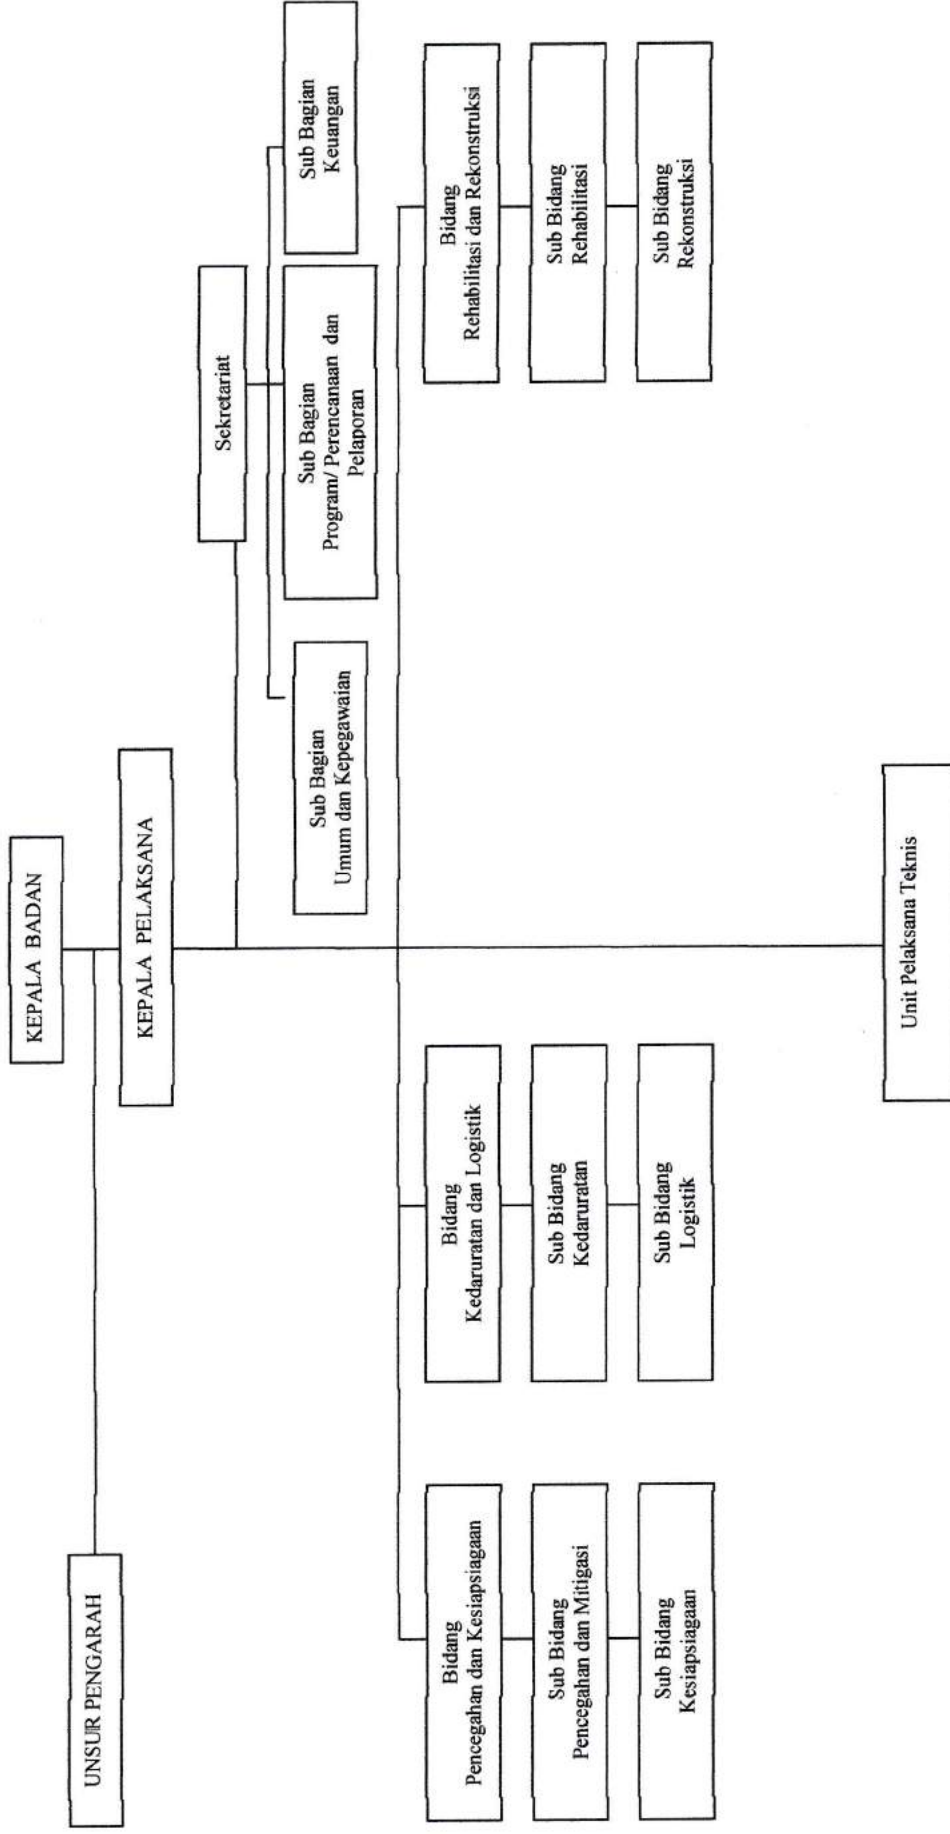 KEPALA BADAN
UNSUR PENGARAH
KEPALA PELAKSANA
Sekretariat
Sub Bagian
Umum dan Kepegawaian
Sub Bagian
Program/ Perencanaan dan
Pelaporan
Sub Bagian
Keuangan
Bidang
Pencegahan dan Kesiapsiagaan
Sub Bidang
Pencegahan dan Mitigasi
Sub Bidang
Kesiapsiagaan
Bidang
Kedaruratan dan Logistik
Sub Bidang
Kedaruratan
Sub Bidang
Logistik
Bidang
Rehabilitasi dan Rekonstruksi
Sub Bidang
Rehabilitasi
Sub Bidang
Rekonstruksi
Unit Pelaksana Teknis